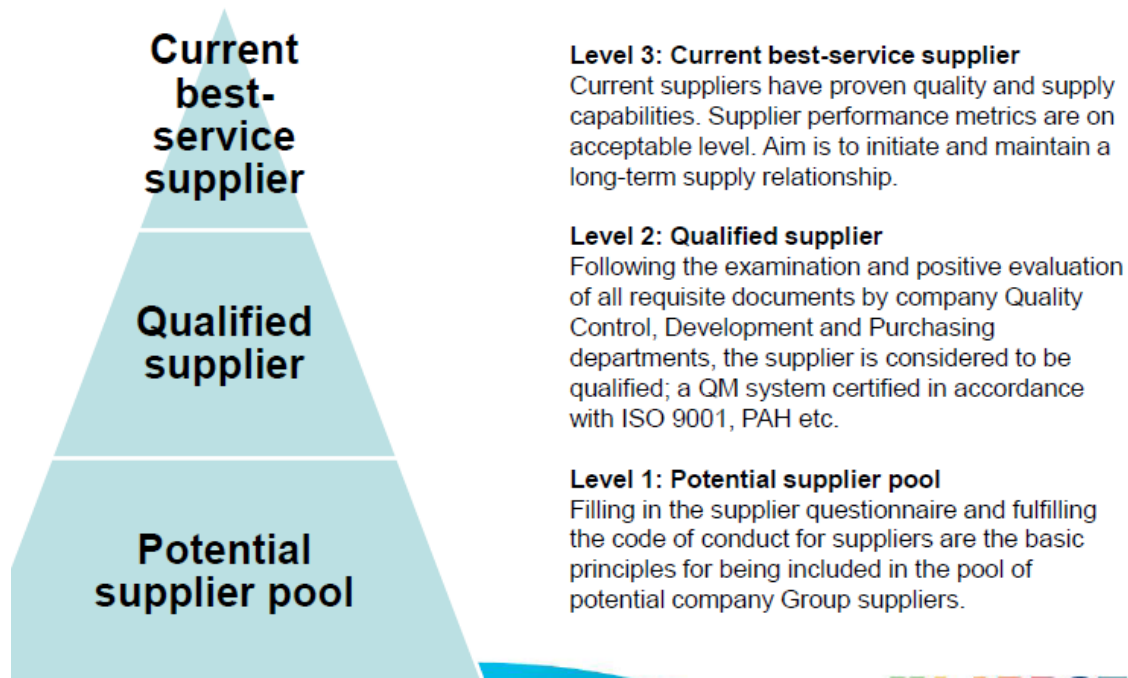 Current
best-
service
supplier
Qualified
supplier
Potential
supplier pool
Level 3: Current best-service supplier
Current suppliers have proven quality and supply
capabilities. Supplier performance metrics are on
acceptable level. Aim is to initiate and maintain a
long-term supply relationship.
Level 2: Qualified supplier
Following the examination and positive evaluation
of all requisite documents by company Quality
Control, Development and Purchasing
departments, the supplier is considered to be
qualified; a QM system certified in accordance
with ISO 9001, PAH etc.
Level 1: Potential supplier pool
Filling in the supplier questionnaire and fulfilling
the code of conduct for suppliers are the basic
principles for being included in the pool of
potential company Group suppliers.